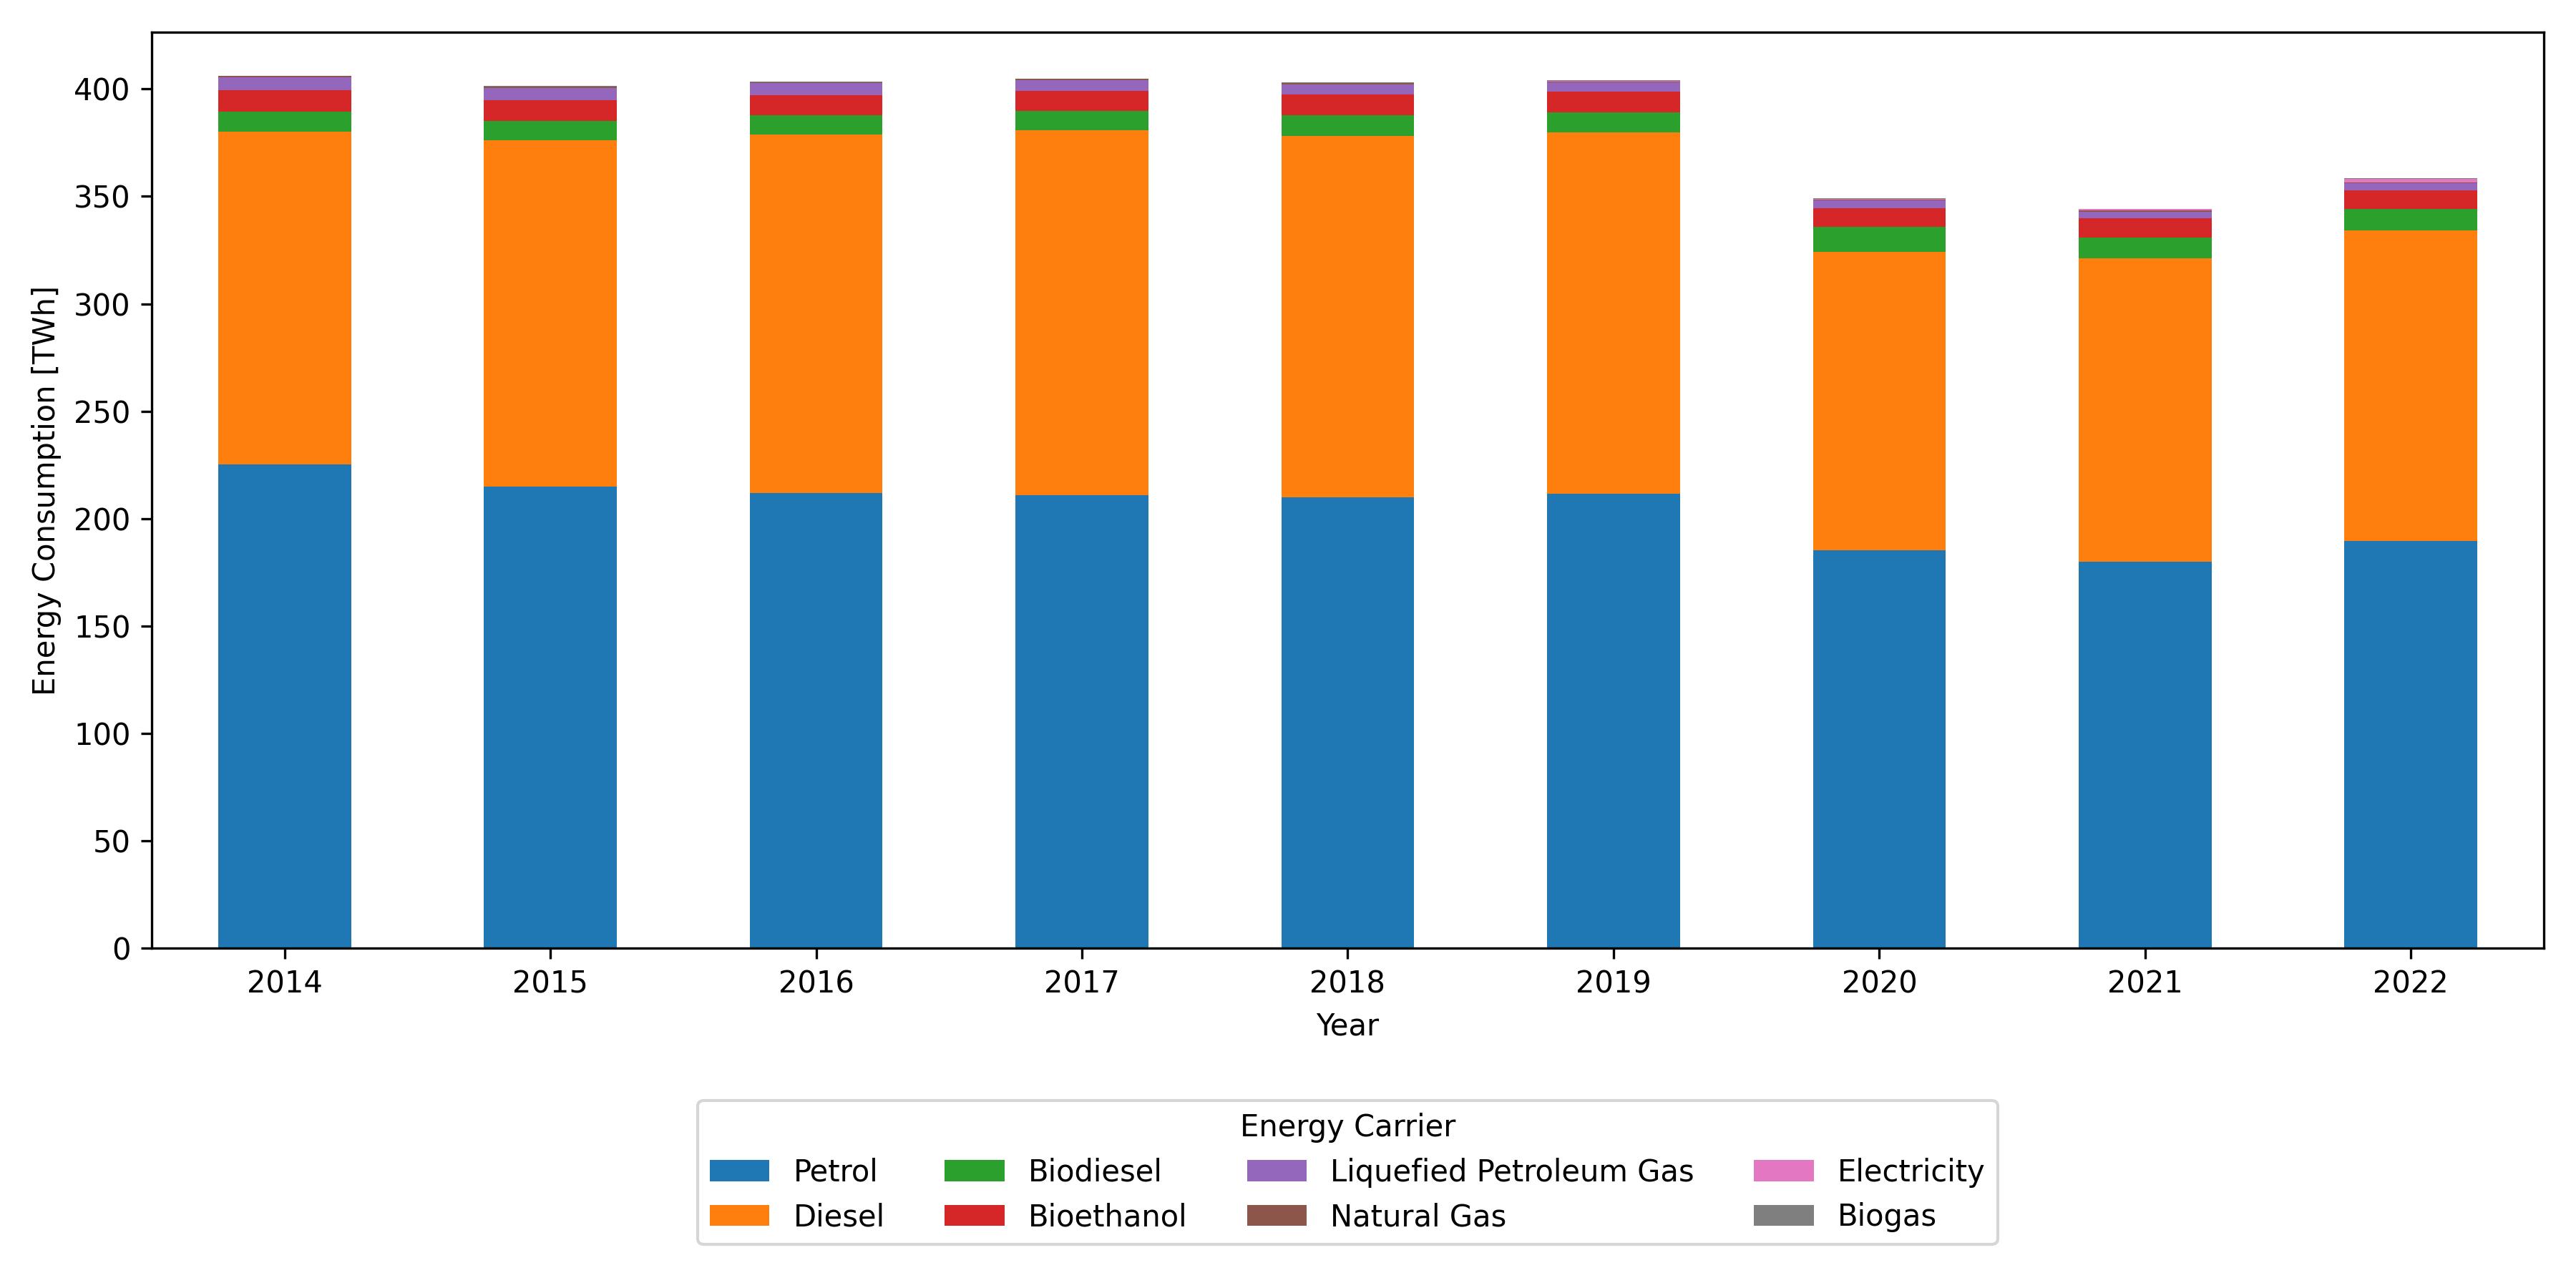 Energy Consumption [TWh]
400
350
300
250
200
150
100
50
0
2014 2015 2016 2017 2018 2019 2020 2021 2022
Year
Energy Carrier
Petrol Biodiesel Liquefied Petroleum Gas Electricity
Diesel Bioethanol Natural Gas Biogas